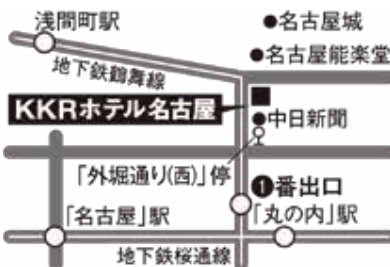 浅間町駅
●名古屋城
●名古屋能楽堂
地下鉄鶴舞線
KKRホテル名古屋
●中日新聞
「外堀通り(西)」停
❶番出口
「名古屋」駅
「丸の内」駅
地下鉄桜通線